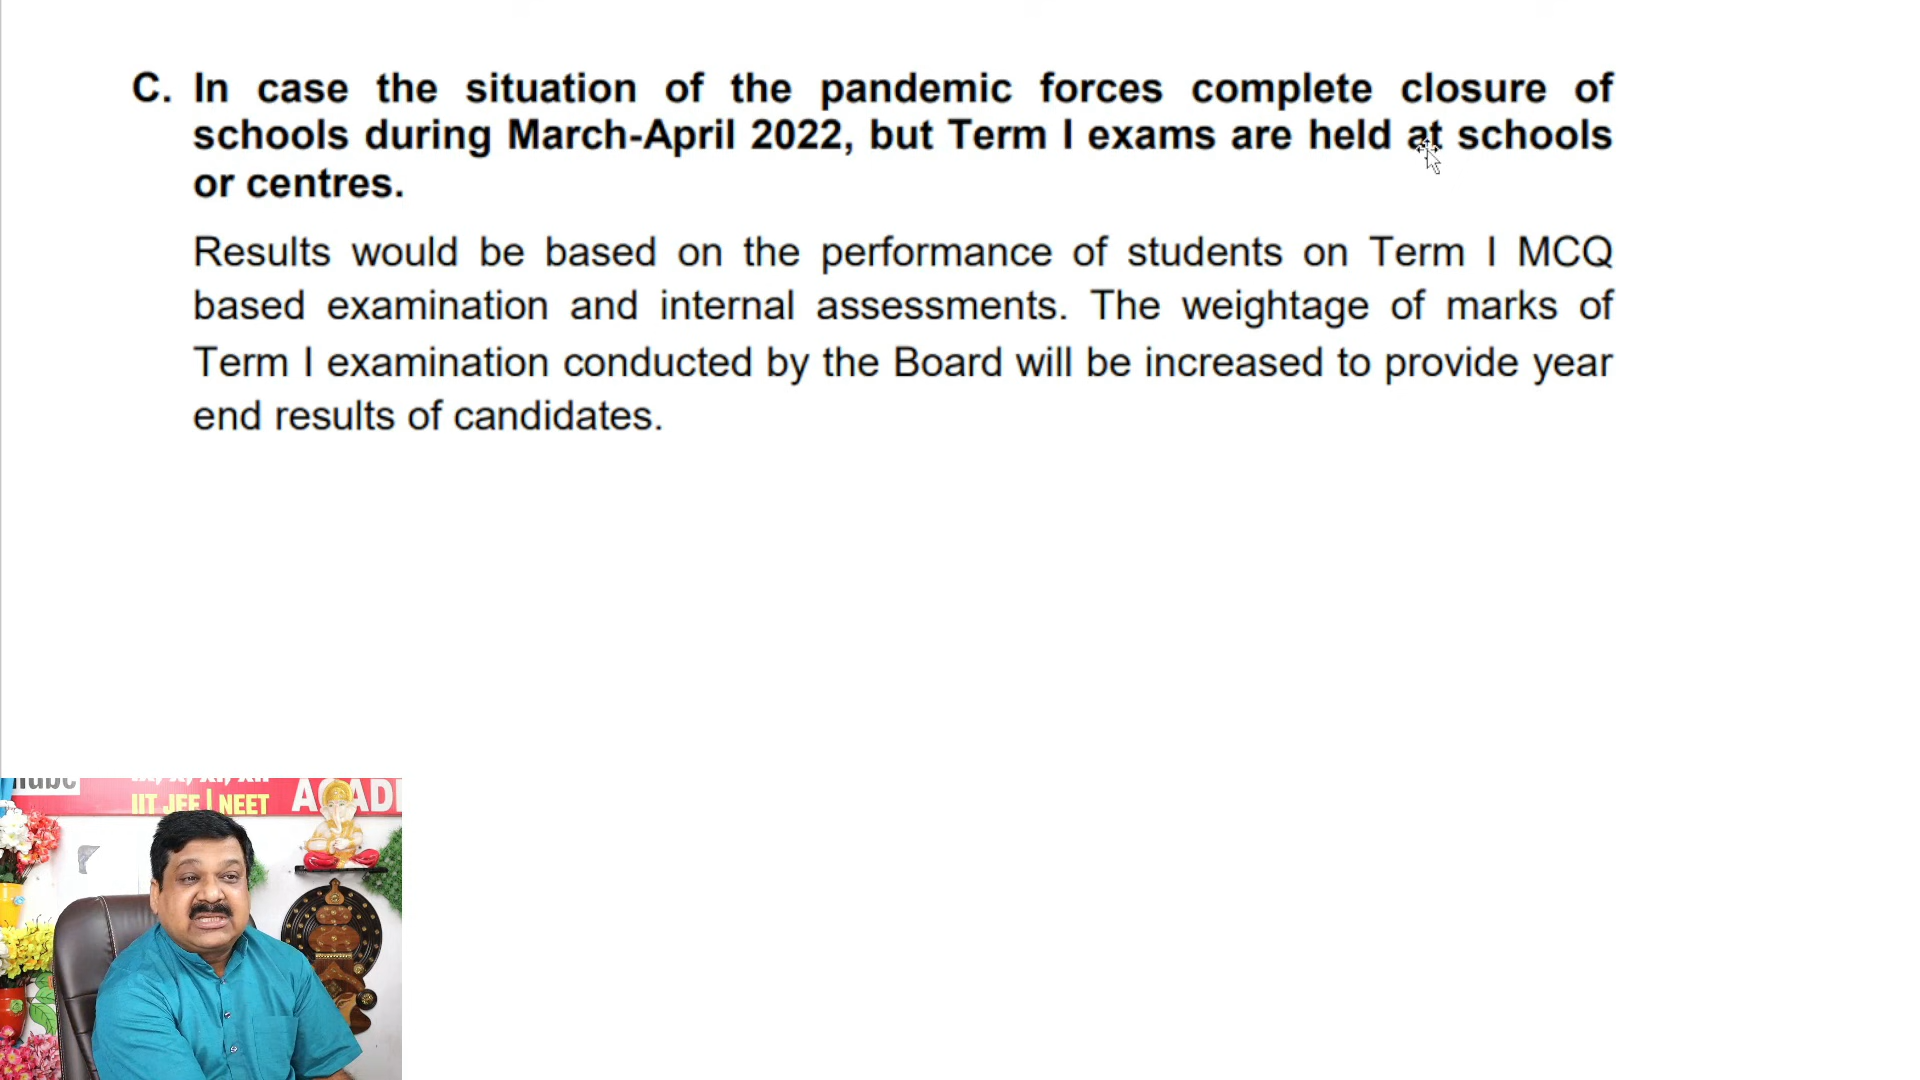 C. In case the situation of the pandemic forces complete closure of
schools during March-April 2022, but Term I exams are held at schools
or centres.
Results would be based on the performance of students on Term I MCQ
based examination and internal assessments. The weightage of marks of
Term I examination conducted by the Board will be increased to provide year
end results of candidates.
IIT JEE | NEET